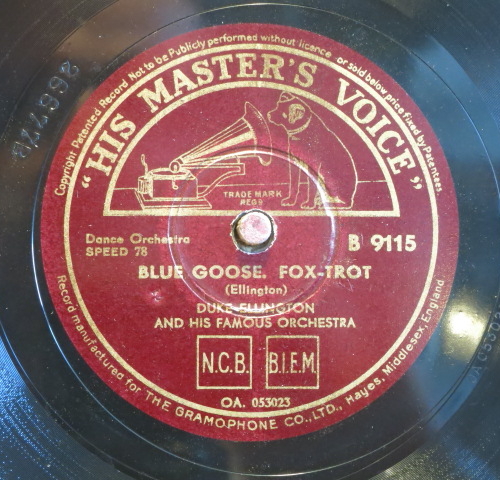 Copyright Patented Record Not to be Publicly performed without licence or sold below price fixed by Patentees.
"HIS MASTER'S VOICE"
TRADE MARK
REGD
Dance Orchestra
SPEED 78
B 9115
BLUE GOOSE. FOX-TROT
(Ellington)
DUKE ELLINGTON
AND HIS FAMOUS ORCHESTRA
N.C.B.
B.I.E.M.
OA. 053023
Record manufactured for THE GRAMOPHONE CO., LTD., Hayes, Middlesex, England